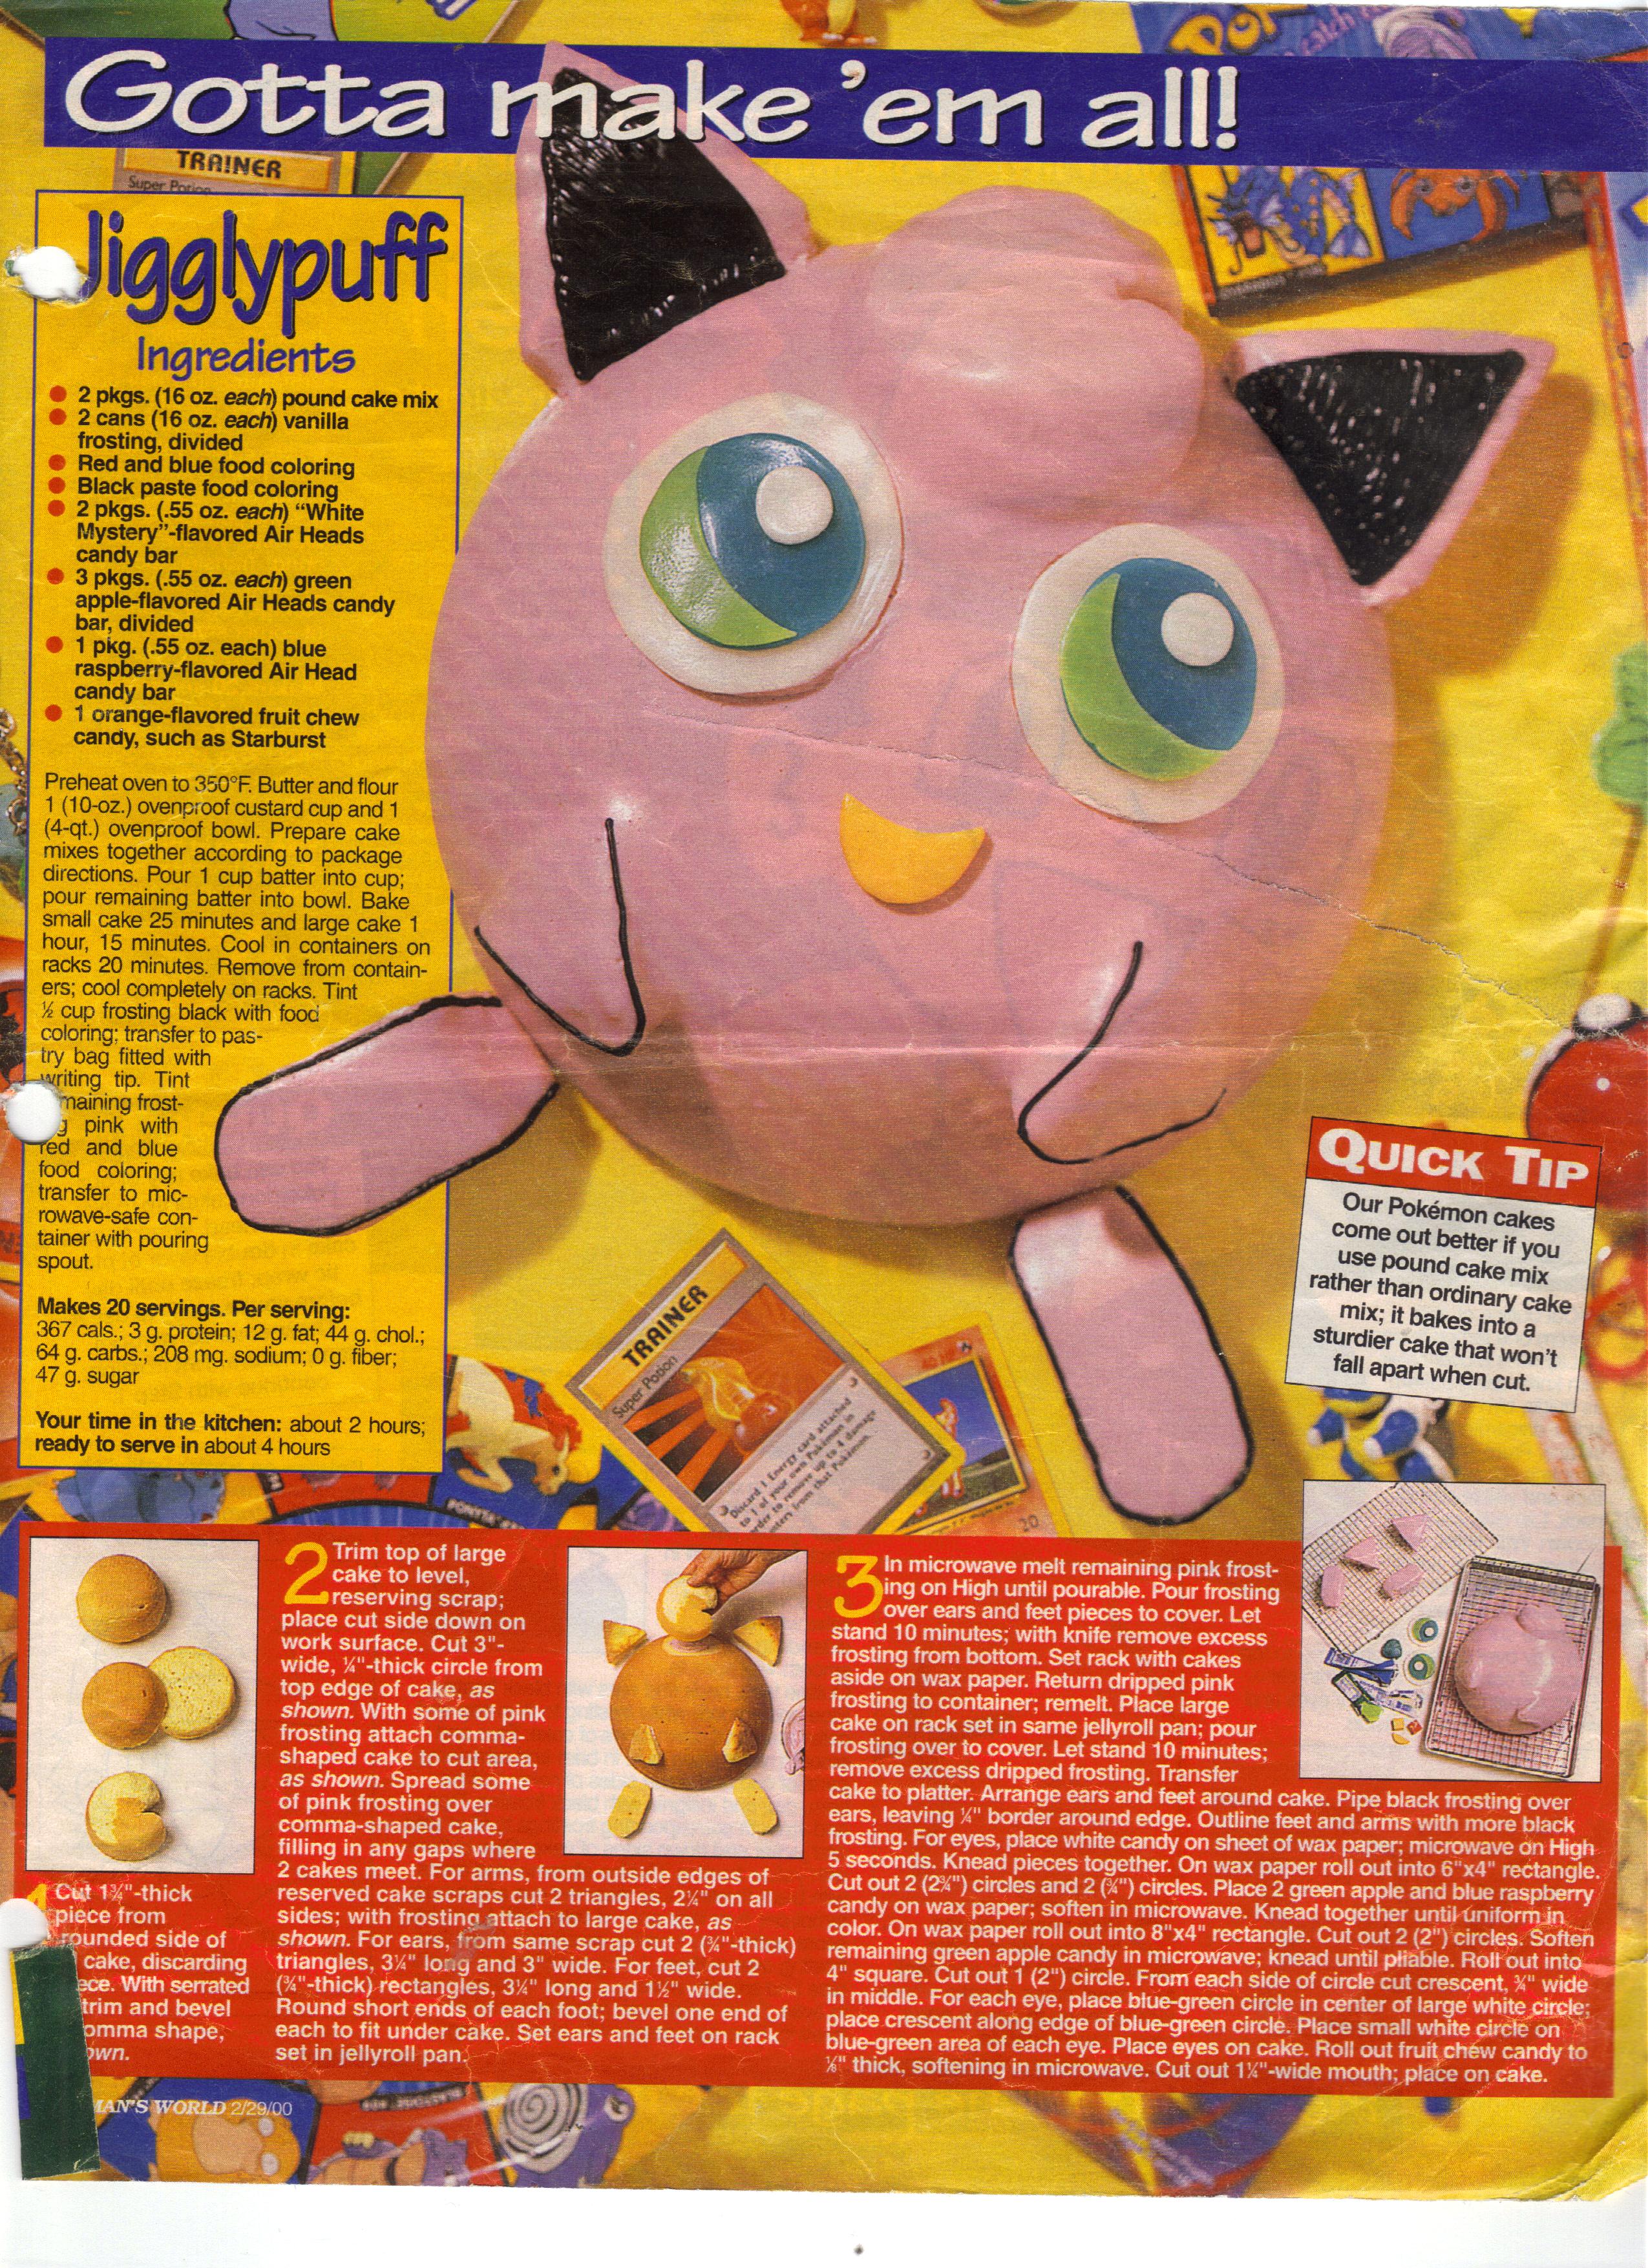 Gotta make 'em all!
TRAINER
Super Potion
Jigglypuff
Ingredients
● 2 pkgs. (16 oz. each) pound cake mix
● 2 cans (16 oz. each) vanilla
frosting, divided
● Red and blue food coloring
● Black paste food coloring
● 2 pkgs. (.55 oz. each) “White
Mystery”-flavored Air Heads
candy bar
● 3 pkgs. (.55 oz. each) green
apple-flavored Air Heads candy
bar, divided
● 1 pkg. (.55 oz. each) blue
raspberry-flavored Air Head
candy bar
● 1 orange-flavored fruit chew
candy, such as Starburst
Preheat oven to 350°F. Butter and flour
1 (10-oz.) ovenproof custard cup and 1
(4-qt.) ovenproof bowl. Prepare cake
mixes together according to package
directions. Pour 1 cup batter into cup;
pour remaining batter into bowl. Bake
small cake 25 minutes and large cake 1
hour, 15 minutes. Cool in containers on
racks 20 minutes. Remove from contain-
ers; cool completely on racks. Tint
½ cup frosting black with food
coloring; transfer to pas-
try bag fitted with
writing tip. Tint
maining frost-
g pink with
red and blue
food coloring;
transfer to mic-
rowave-safe con-
tainer with pouring
spout.
Makes 20 servings. Per serving:
367 cals.; 3 g. protein; 12 g. fat; 44 g. chol.;
64 g. carbs.; 208 mg. sodium; 0 g. fiber;
47 g. sugar
Your time in the kitchen: about 2 hours;
ready to serve in about 4 hours
QUICK TIP
Our Pokémon cakes
come out better if you
use pound cake mix
rather than ordinary cake
mix; it bakes into a
sturdier cake that won't
fall apart when cut.
TRAINER
Super Potion
Discard 1 Energy card attached
to 1 of your own Pokémon in
order to remove up to 4 damage
counters from that Pokémon.
20
1 Cut 1¾"-thick
piece from
rounded side of
cake, discarding
ece. With serrated
trim and bevel
omma shape,
own.
2 Trim top of large
cake to level,
reserving scrap;
place cut side down on
work surface. Cut 3"-
wide, ¼"-thick circle from
top edge of cake, as
shown. With some of pink
frosting attach comma-
shaped cake to cut area,
as shown. Spread some
of pink frosting over
comma-shaped cake,
filling in any gaps where
2 cakes meet. For arms, from outside edges of
reserved cake scraps cut 2 triangles, 2¼" on all
sides; with frosting attach to large cake, as
shown. For ears, from same scrap cut 2 (¾"-thick)
triangles, 3¼" long and 3" wide. For feet, cut 2
(¾"-thick) rectangles, 3¼" long and 1½" wide.
Round short ends of each foot; bevel one end of
each to fit under cake. Set ears and feet on rack
set in jellyroll pan.
3 In microwave melt remaining pink frost-
ing on High until pourable. Pour frosting
over ears and feet pieces to cover. Let
stand 10 minutes; with knife remove excess
frosting from bottom. Set rack with cakes
aside on wax paper. Return dripped pink
frosting to container; remelt. Place large
cake on rack set in same jellyroll pan; pour
frosting over to cover. Let stand 10 minutes;
remove excess dripped frosting. Transfer
cake to platter. Arrange ears and feet around cake. Pipe black frosting over
ears, leaving ¼" border around edge. Outline feet and arms with more black
frosting. For eyes, place white candy on sheet of wax paper; microwave on High
5 seconds. Knead pieces together. On wax paper roll out into 6"x4" rectangle.
Cut out 2 (2¾") circles and 2 (¾") circles. Place 2 green apple and blue raspberry
candy on wax paper; soften in microwave. Knead together until uniform in
color. On wax paper roll out into 8"x4" rectangle. Cut out 2 (2") circles. Soften
remaining green apple candy in microwave; knead until pliable. Roll out into
4" square. Cut out 1 (2") circle. From each side of circle cut crescent, ¾" wide
in middle. For each eye, place blue-green circle in center of large white circle;
place crescent along edge of blue-green circle. Place small white circle on
blue-green area of each eye. Place eyes on cake. Roll out fruit chew candy to
⅛" thick, softening in microwave. Cut out 1¼"-wide mouth; place on cake.
MAN'S WORLD 2/29/00